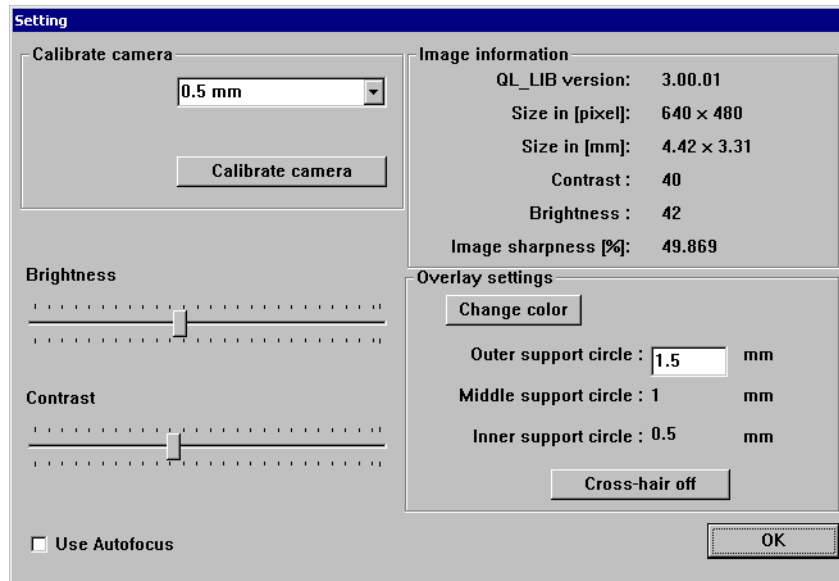 Setting
Calibrate camera
0.5 mm
Calibrate camera
Image information
QL_LIB version: 3.00.01
Size in [pixel]: 640 × 480
Size in [mm]: 4.42 × 3.31
Contrast : 40
Brightness : 42
Image sharpness [%]: 49.869
Brightness
Contrast
Overlay settings
Change color
Outer support circle : 1.5 mm
Middle support circle : 1 mm
Inner support circle : 0.5 mm
Cross-hair off
Use Autofocus
OK